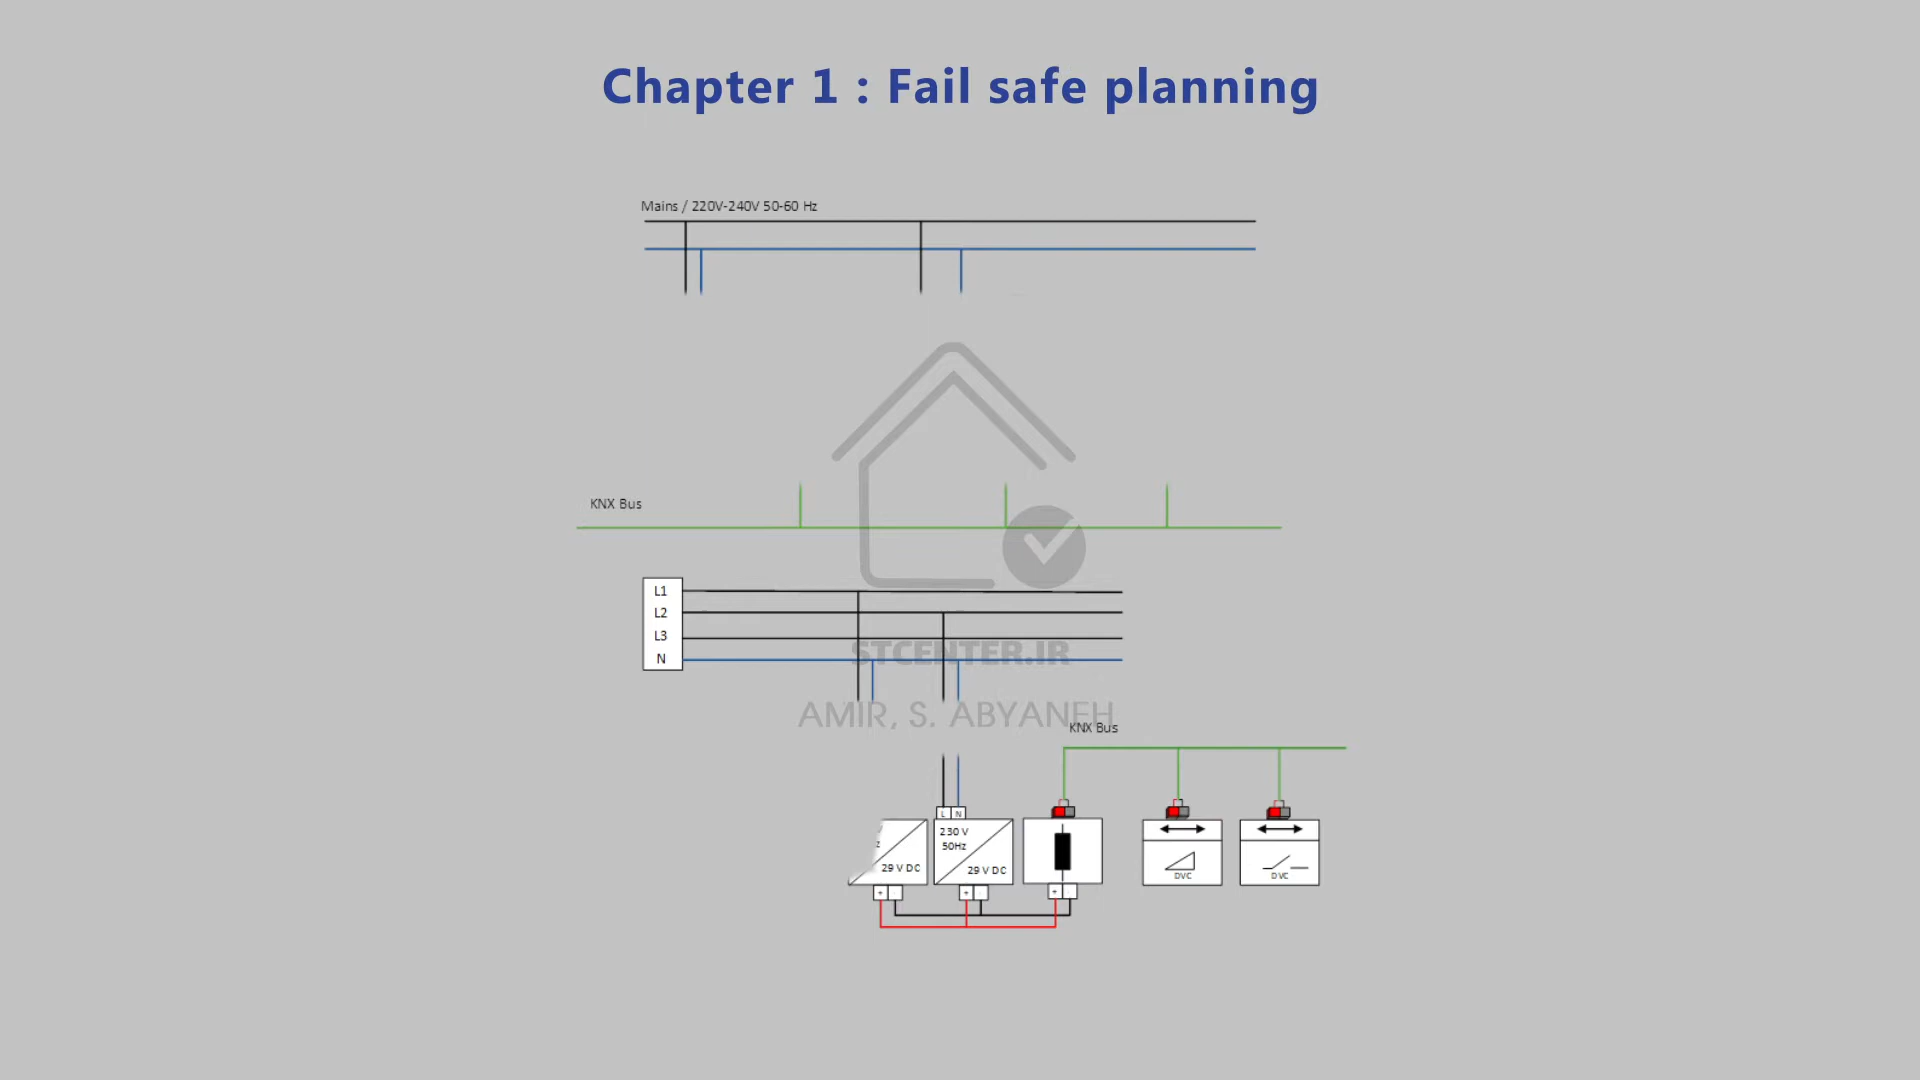 Chapter 1 : Fail safe planning
Mains / 220V-240V 50-60 Hz
KNX Bus
L1
L2
L3
N
STCENTER.IR
AMIR, S. ABYANEH
KNX Bus
L N
230 V
50Hz
z
29 V DC
29 V DC
DVC
DVC
+
+
+